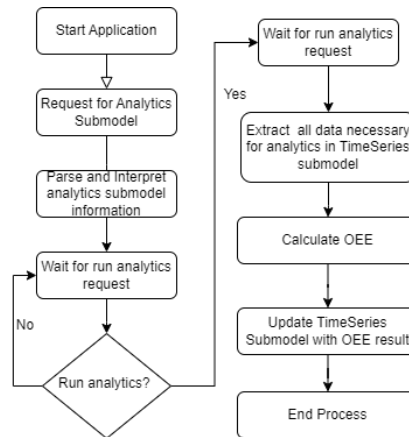 Start Application
Request for Analytics
Submodel
Parse and Interpret
analytics submodel
information
Wait for run analytics
request
No
Run analytics?
Wait for run analytics
request
Yes
Extract all data necessary
for analytics in TimeSeries
submodel
Calculate OEE
Update TimeSeries
Submodel with OEE result
End Process